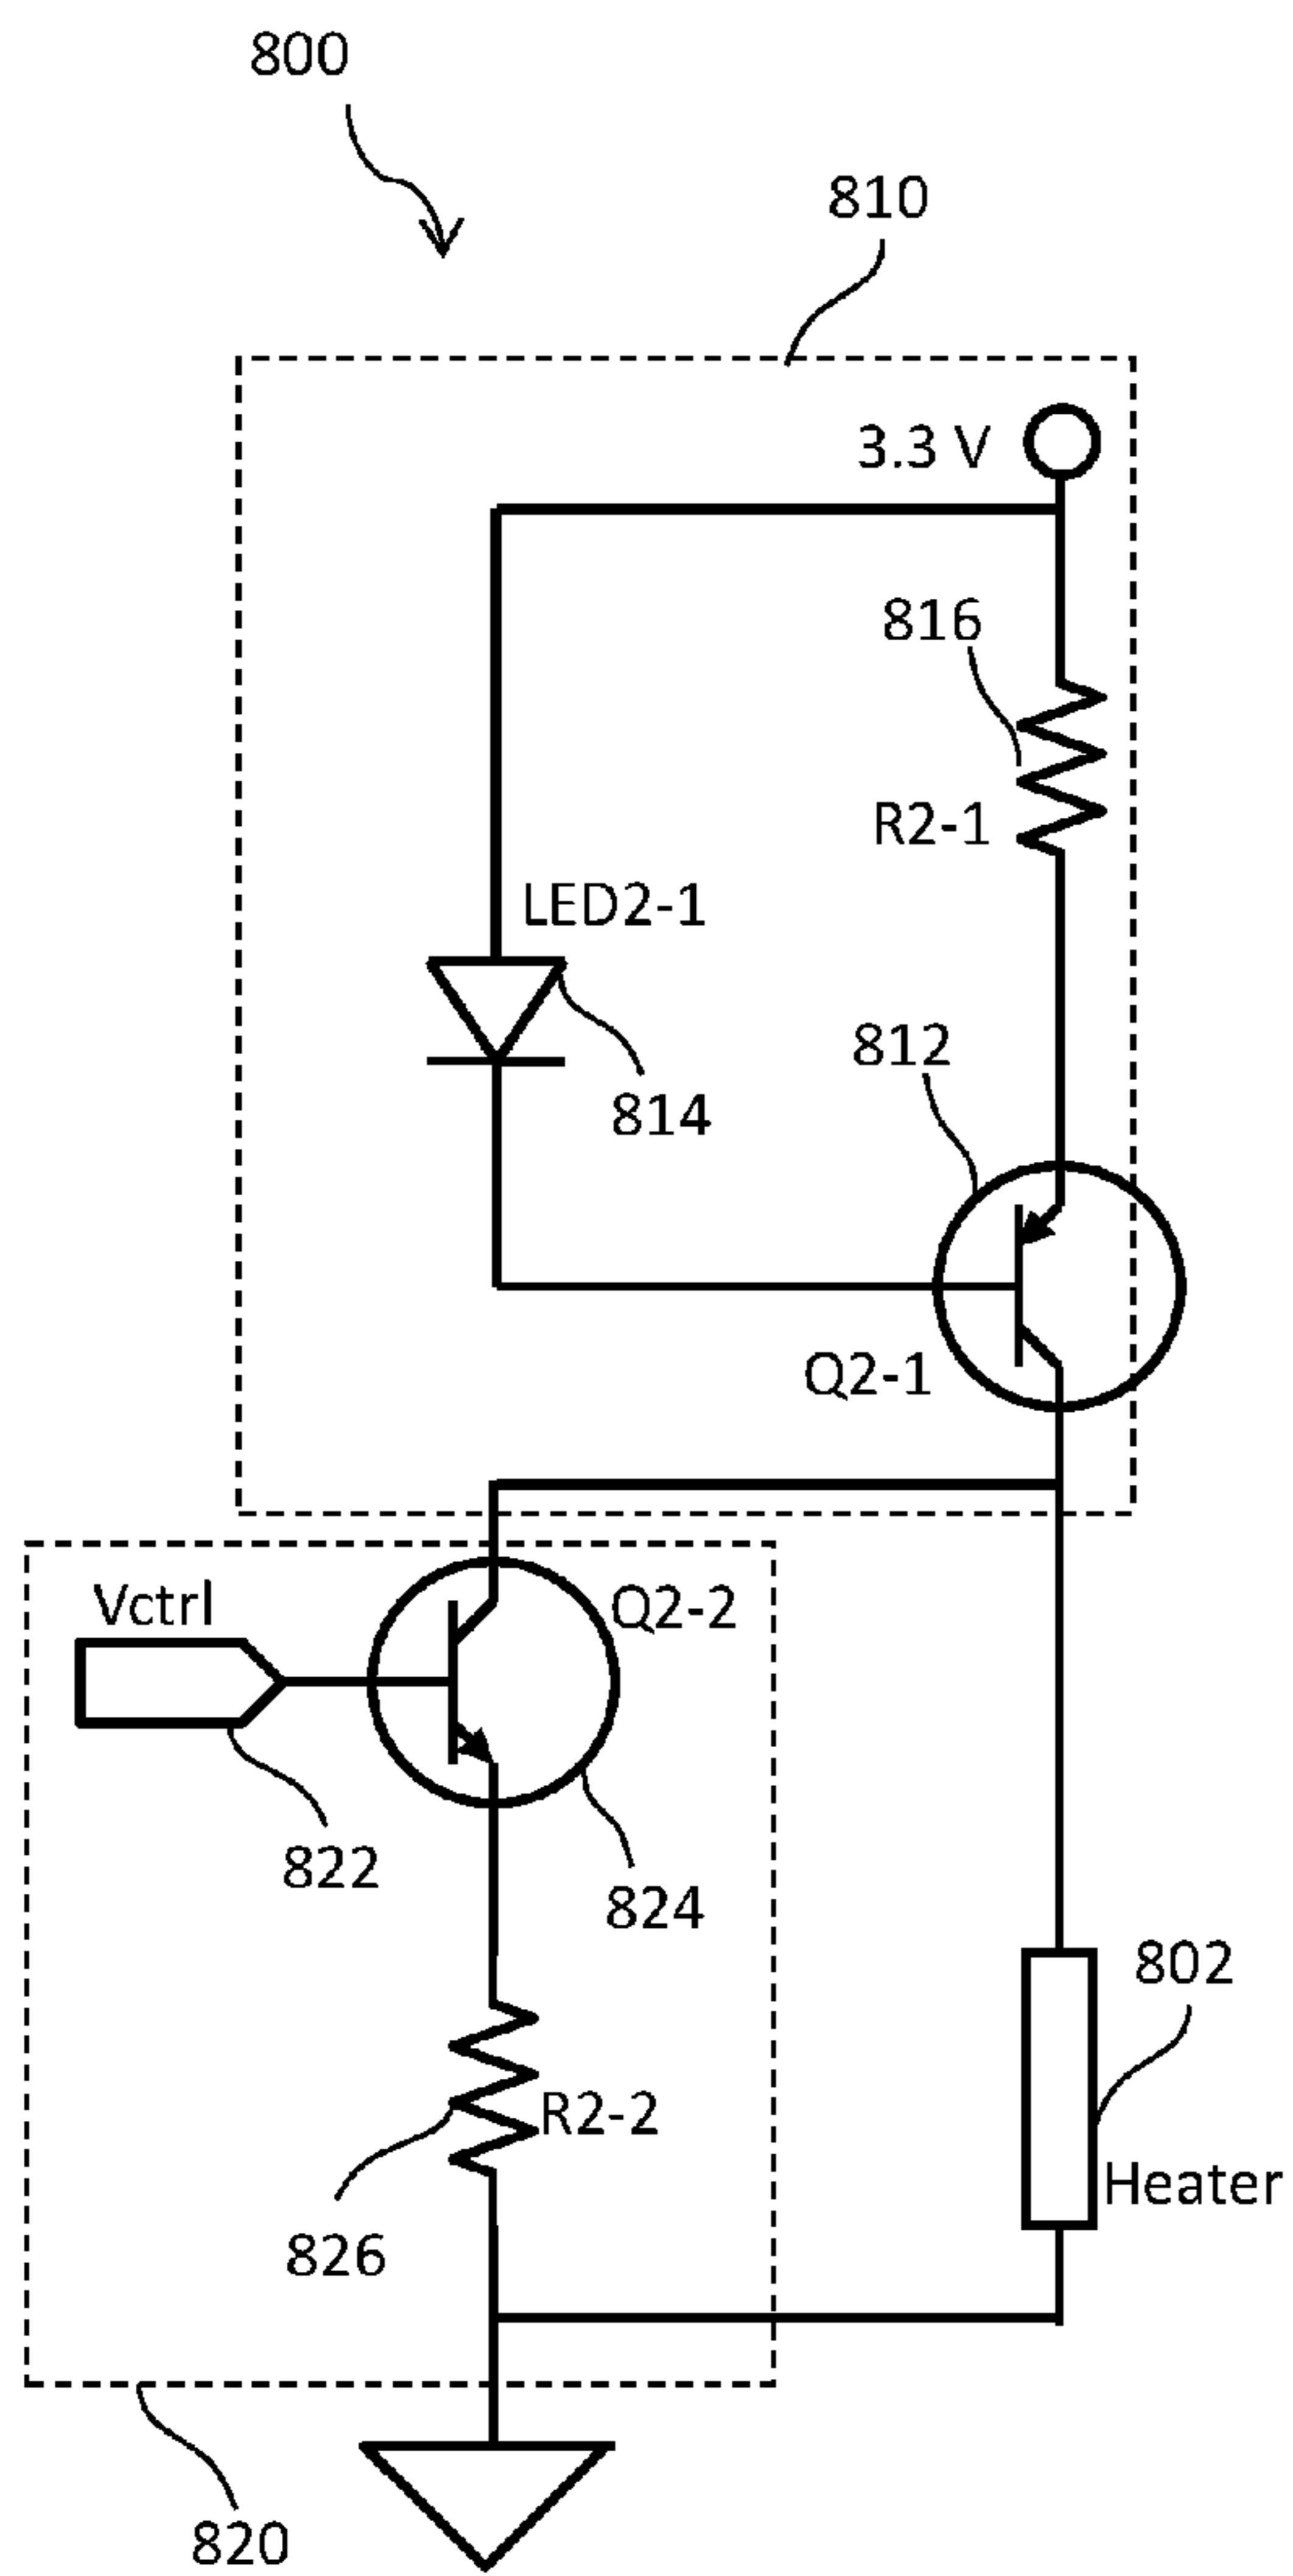 800
810
3.3 V
816
R2-1
LED2-1
812
814
Q2-1
Vctrl
Q2-2
822
824
802
R2-2
Heater
826
820